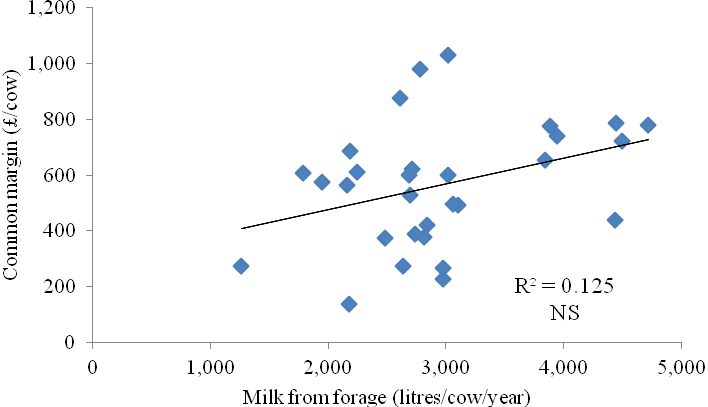 1,200
1,000
800
600
400
200
0
Common margin (£/cow)
R² = 0.125
NS
0 1,000 2,000 3,000 4,000 5,000
Milk from forage (litres/cow/year)